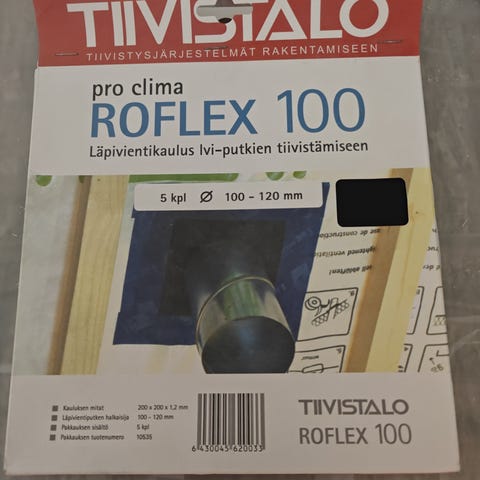 TIIVISTALO
TIIVISTYSJÄRJESTELMÄT RAKENTAMISEEN
pro clima
ROFLEX 100
Läpivientikaulus lvi-putkien tiivistämiseen
5 kpl Ø 100 - 120 mm
Kauluksen mitat 200 x 200 x 1,2 mm
Läpivientiputken halkaisija 100 - 120 mm
Pakkauksen sisältö 5 kpl
Pakkauksen tuotenumero 10535
6 430045 620033
TIIVISTALO
ROFLEX 100